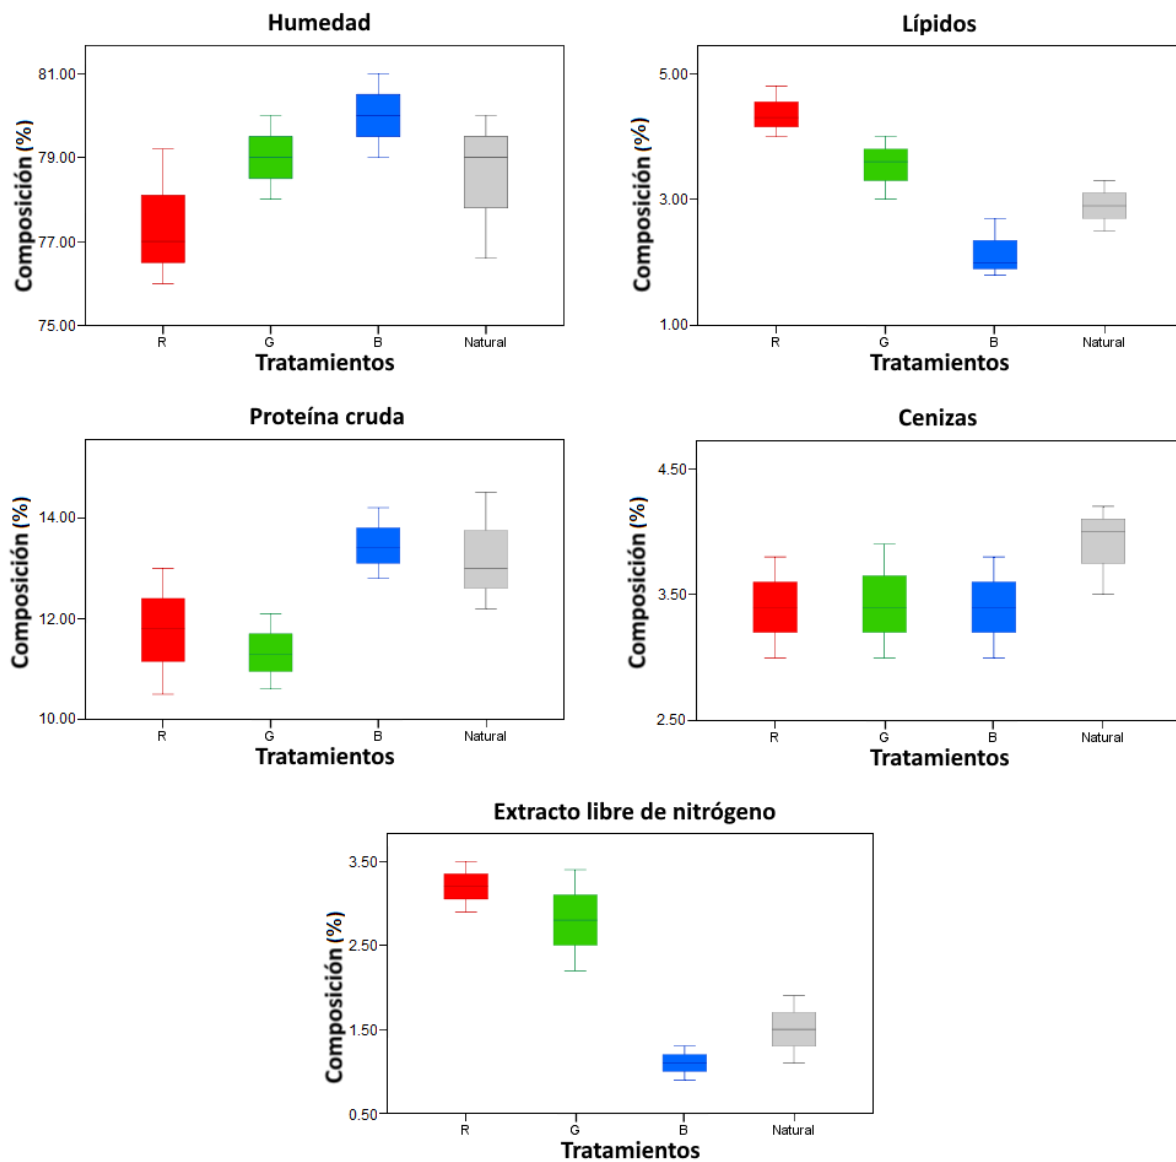 Humedad
Composición (%)
81.00
79.00
77.00
75.00
R G B Natural
Tratamientos
Lípidos
Composición (%)
5.00
3.00
1.00
R G B Natural
Tratamientos
Proteína cruda
Composición (%)
14.00
12.00
10.00
R G B Natural
Tratamientos
Cenizas
Composición (%)
4.50
3.50
2.50
R G B Natural
Tratamientos
Extracto libre de nitrógeno
Composición (%)
3.50
2.50
1.50
0.50
R G B Natural
Tratamientos